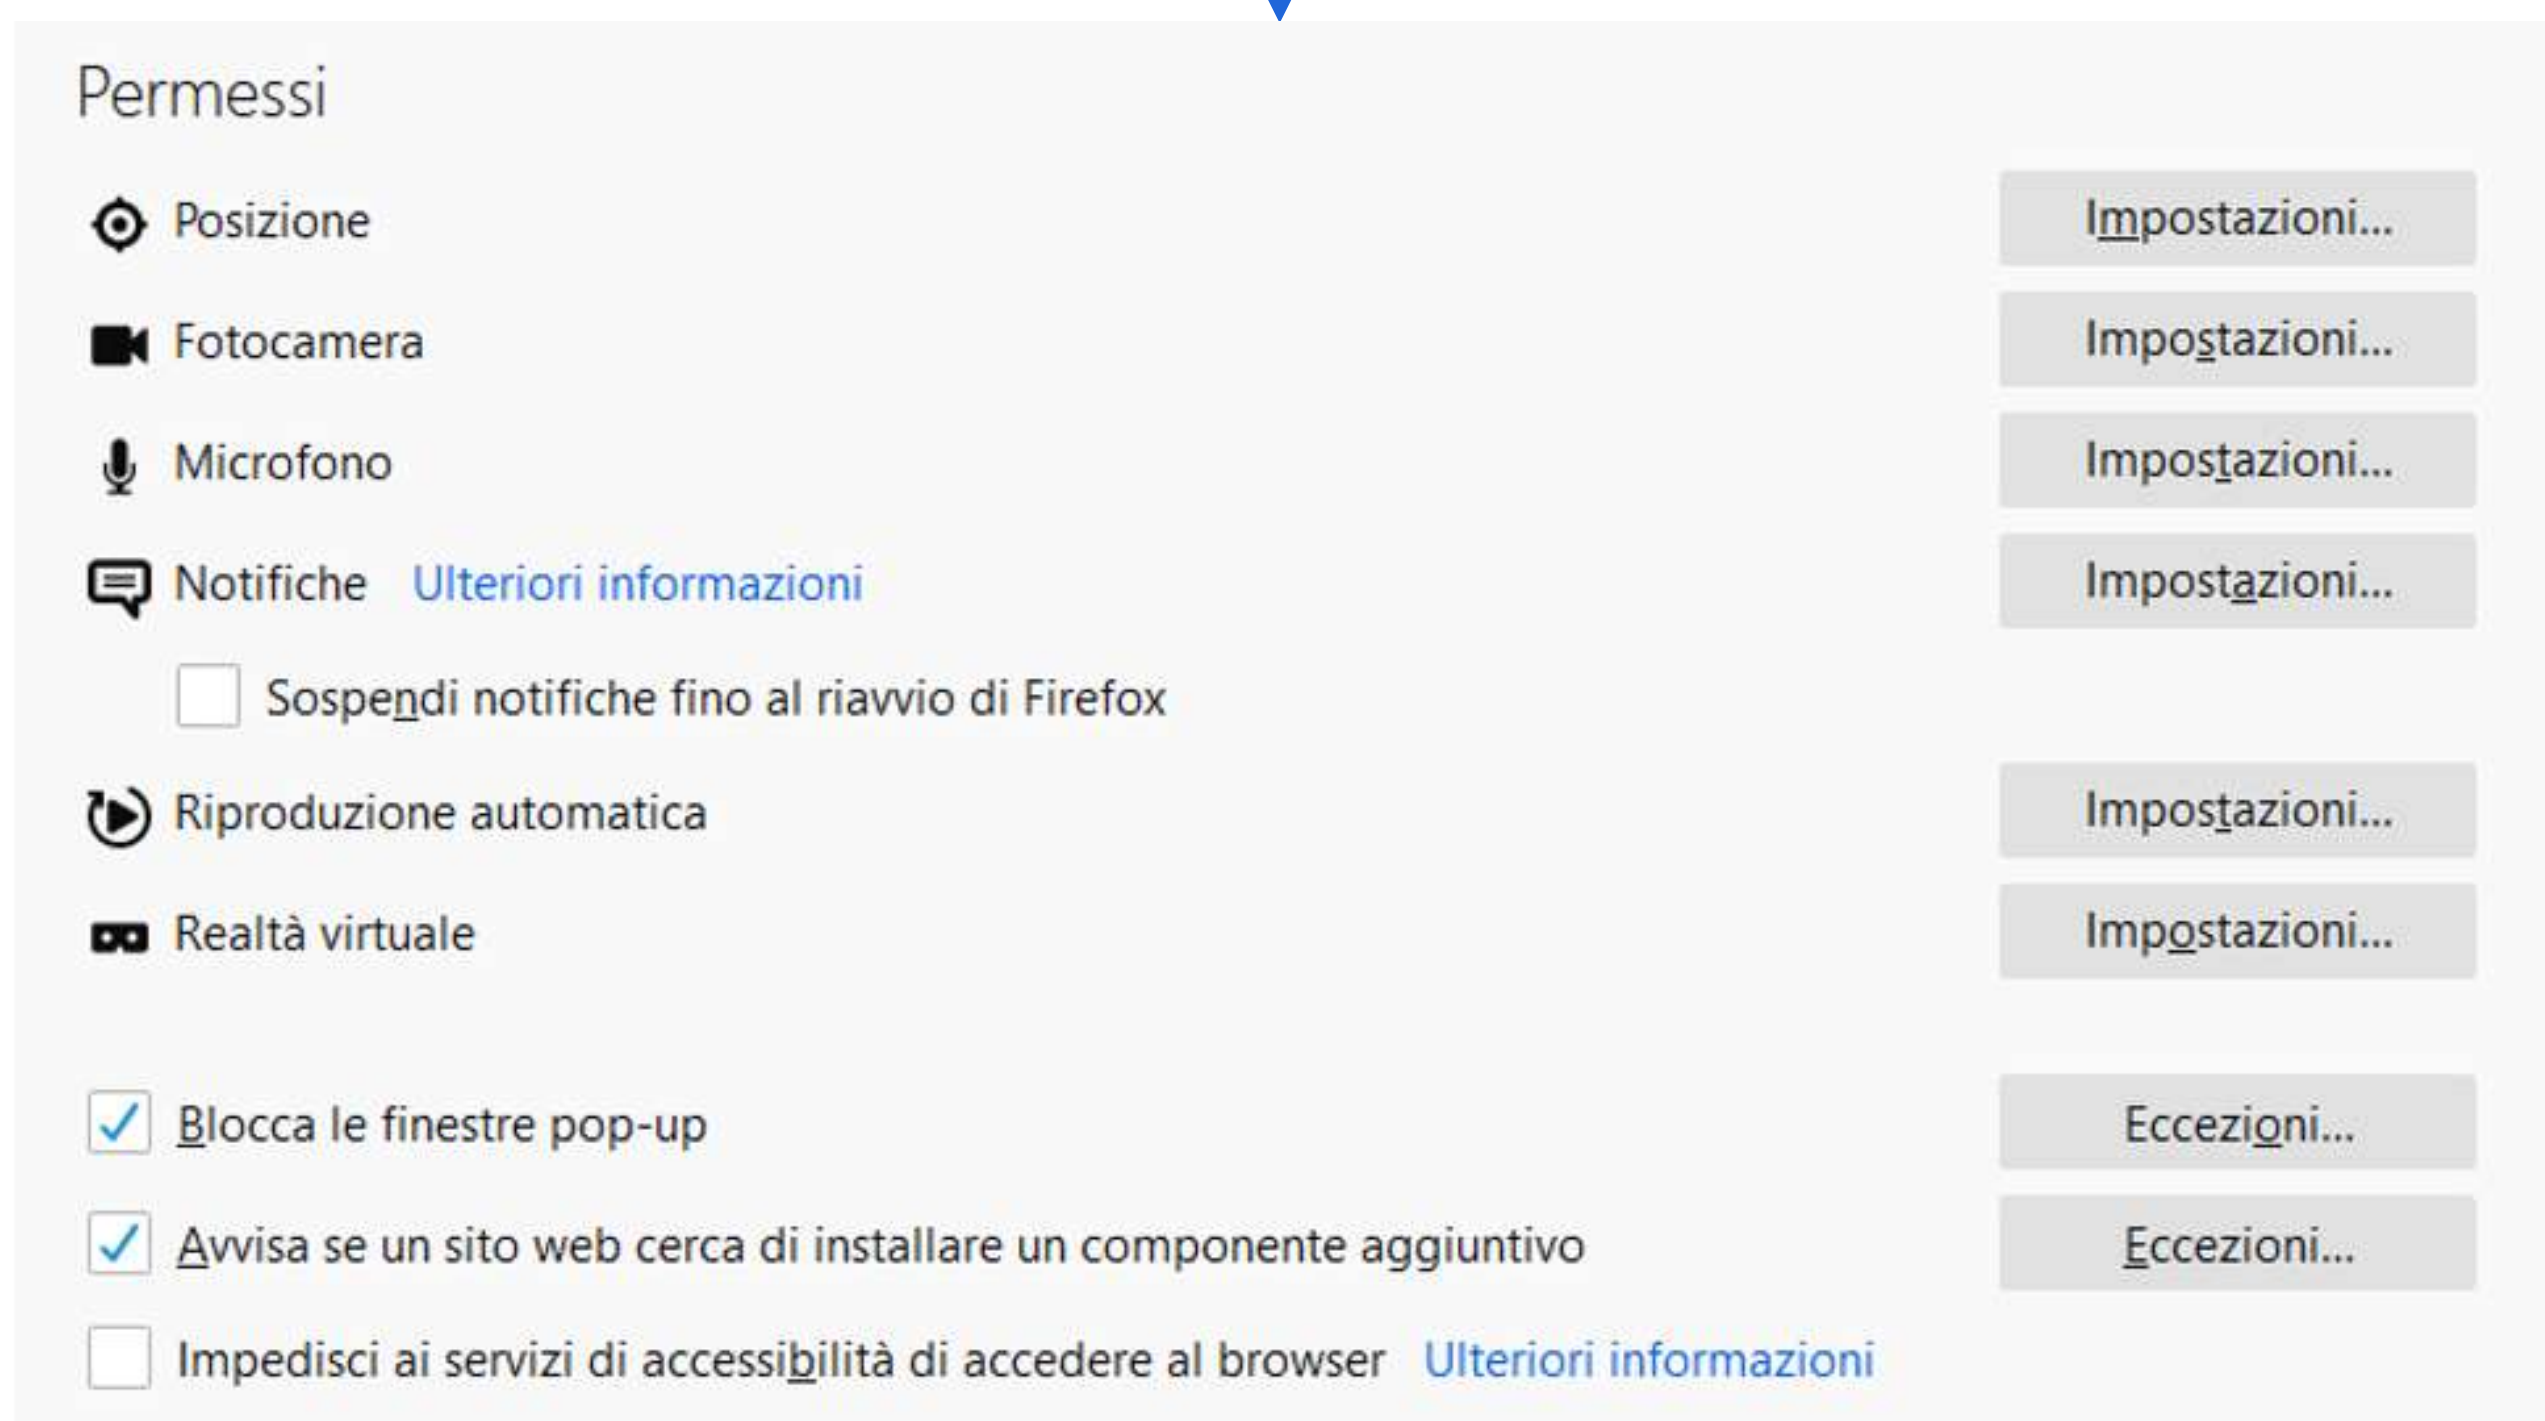 Permessi
Posizione Impostazioni...
Fotocamera Impostazioni...
Microfono Impostazioni...
Notifiche Ulteriori informazioni Impostazioni...
Sospendi notifiche fino al riavvio di Firefox
Riproduzione automatica Impostazioni...
Realtà virtuale Impostazioni...
Blocca le finestre pop-up Eccezioni...
Avvisa se un sito web cerca di installare un componente aggiuntivo Eccezioni...
Impedisci ai servizi di accessibilità di accedere al browser Ulteriori informazioni